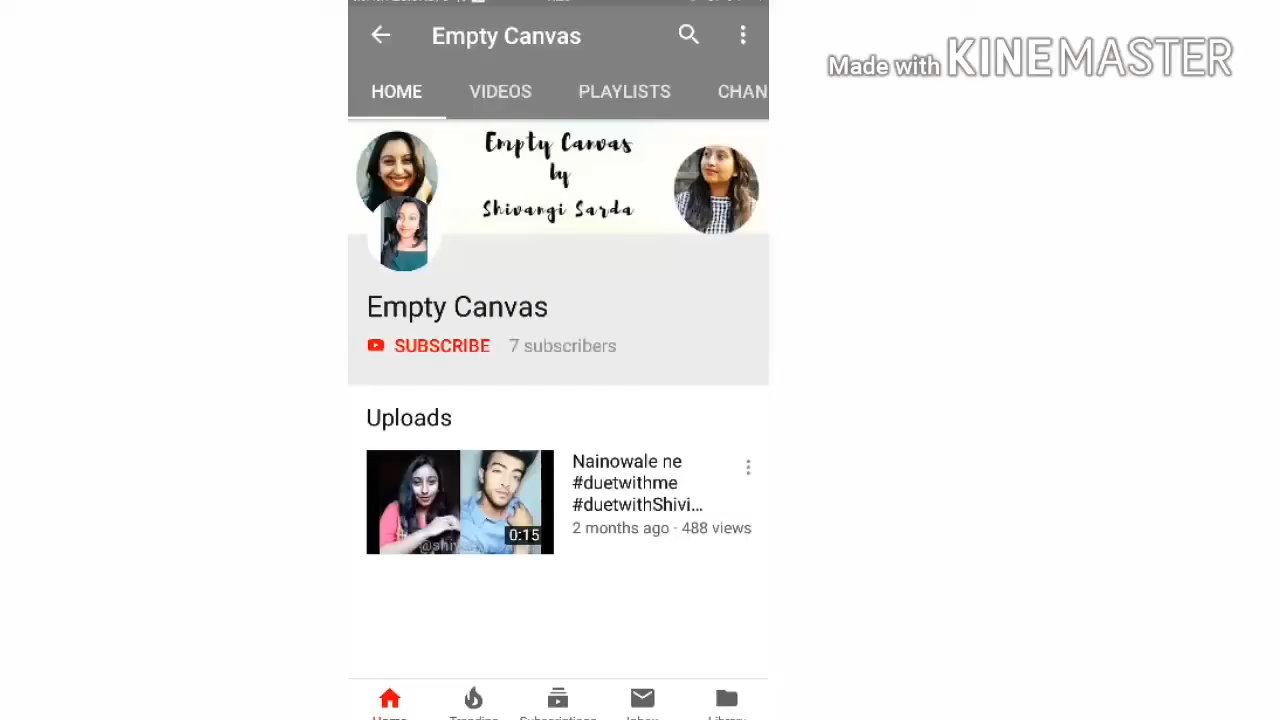 Empty Canvas
Made with KINEMASTER
HOME VIDEOS PLAYLISTS CHAN
Empty Canvas
by
Shivangi Sarda
Empty Canvas
SUBSCRIBE 7 subscribers
Uploads
Nainowale ne
#duetwithme
#duetwithShivi...
2 months ago · 488 views
0:15